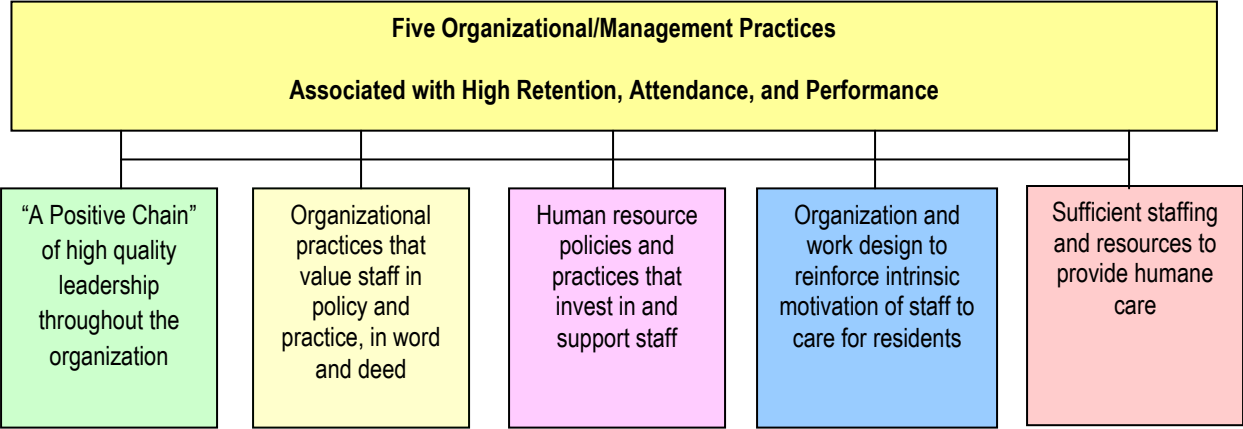 Five Organizational/Management Practices
Associated with High Retention, Attendance, and Performance
“A Positive Chain”
of high quality
leadership
throughout the
organization
Organizational
practices that
value staff in
policy and
practice, in word
and deed
Human resource
policies and
practices that
invest in and
support staff
Organization and
work design to
reinforce intrinsic
motivation of staff to
care for residents
Sufficient staffing
and resources to
provide humane
care